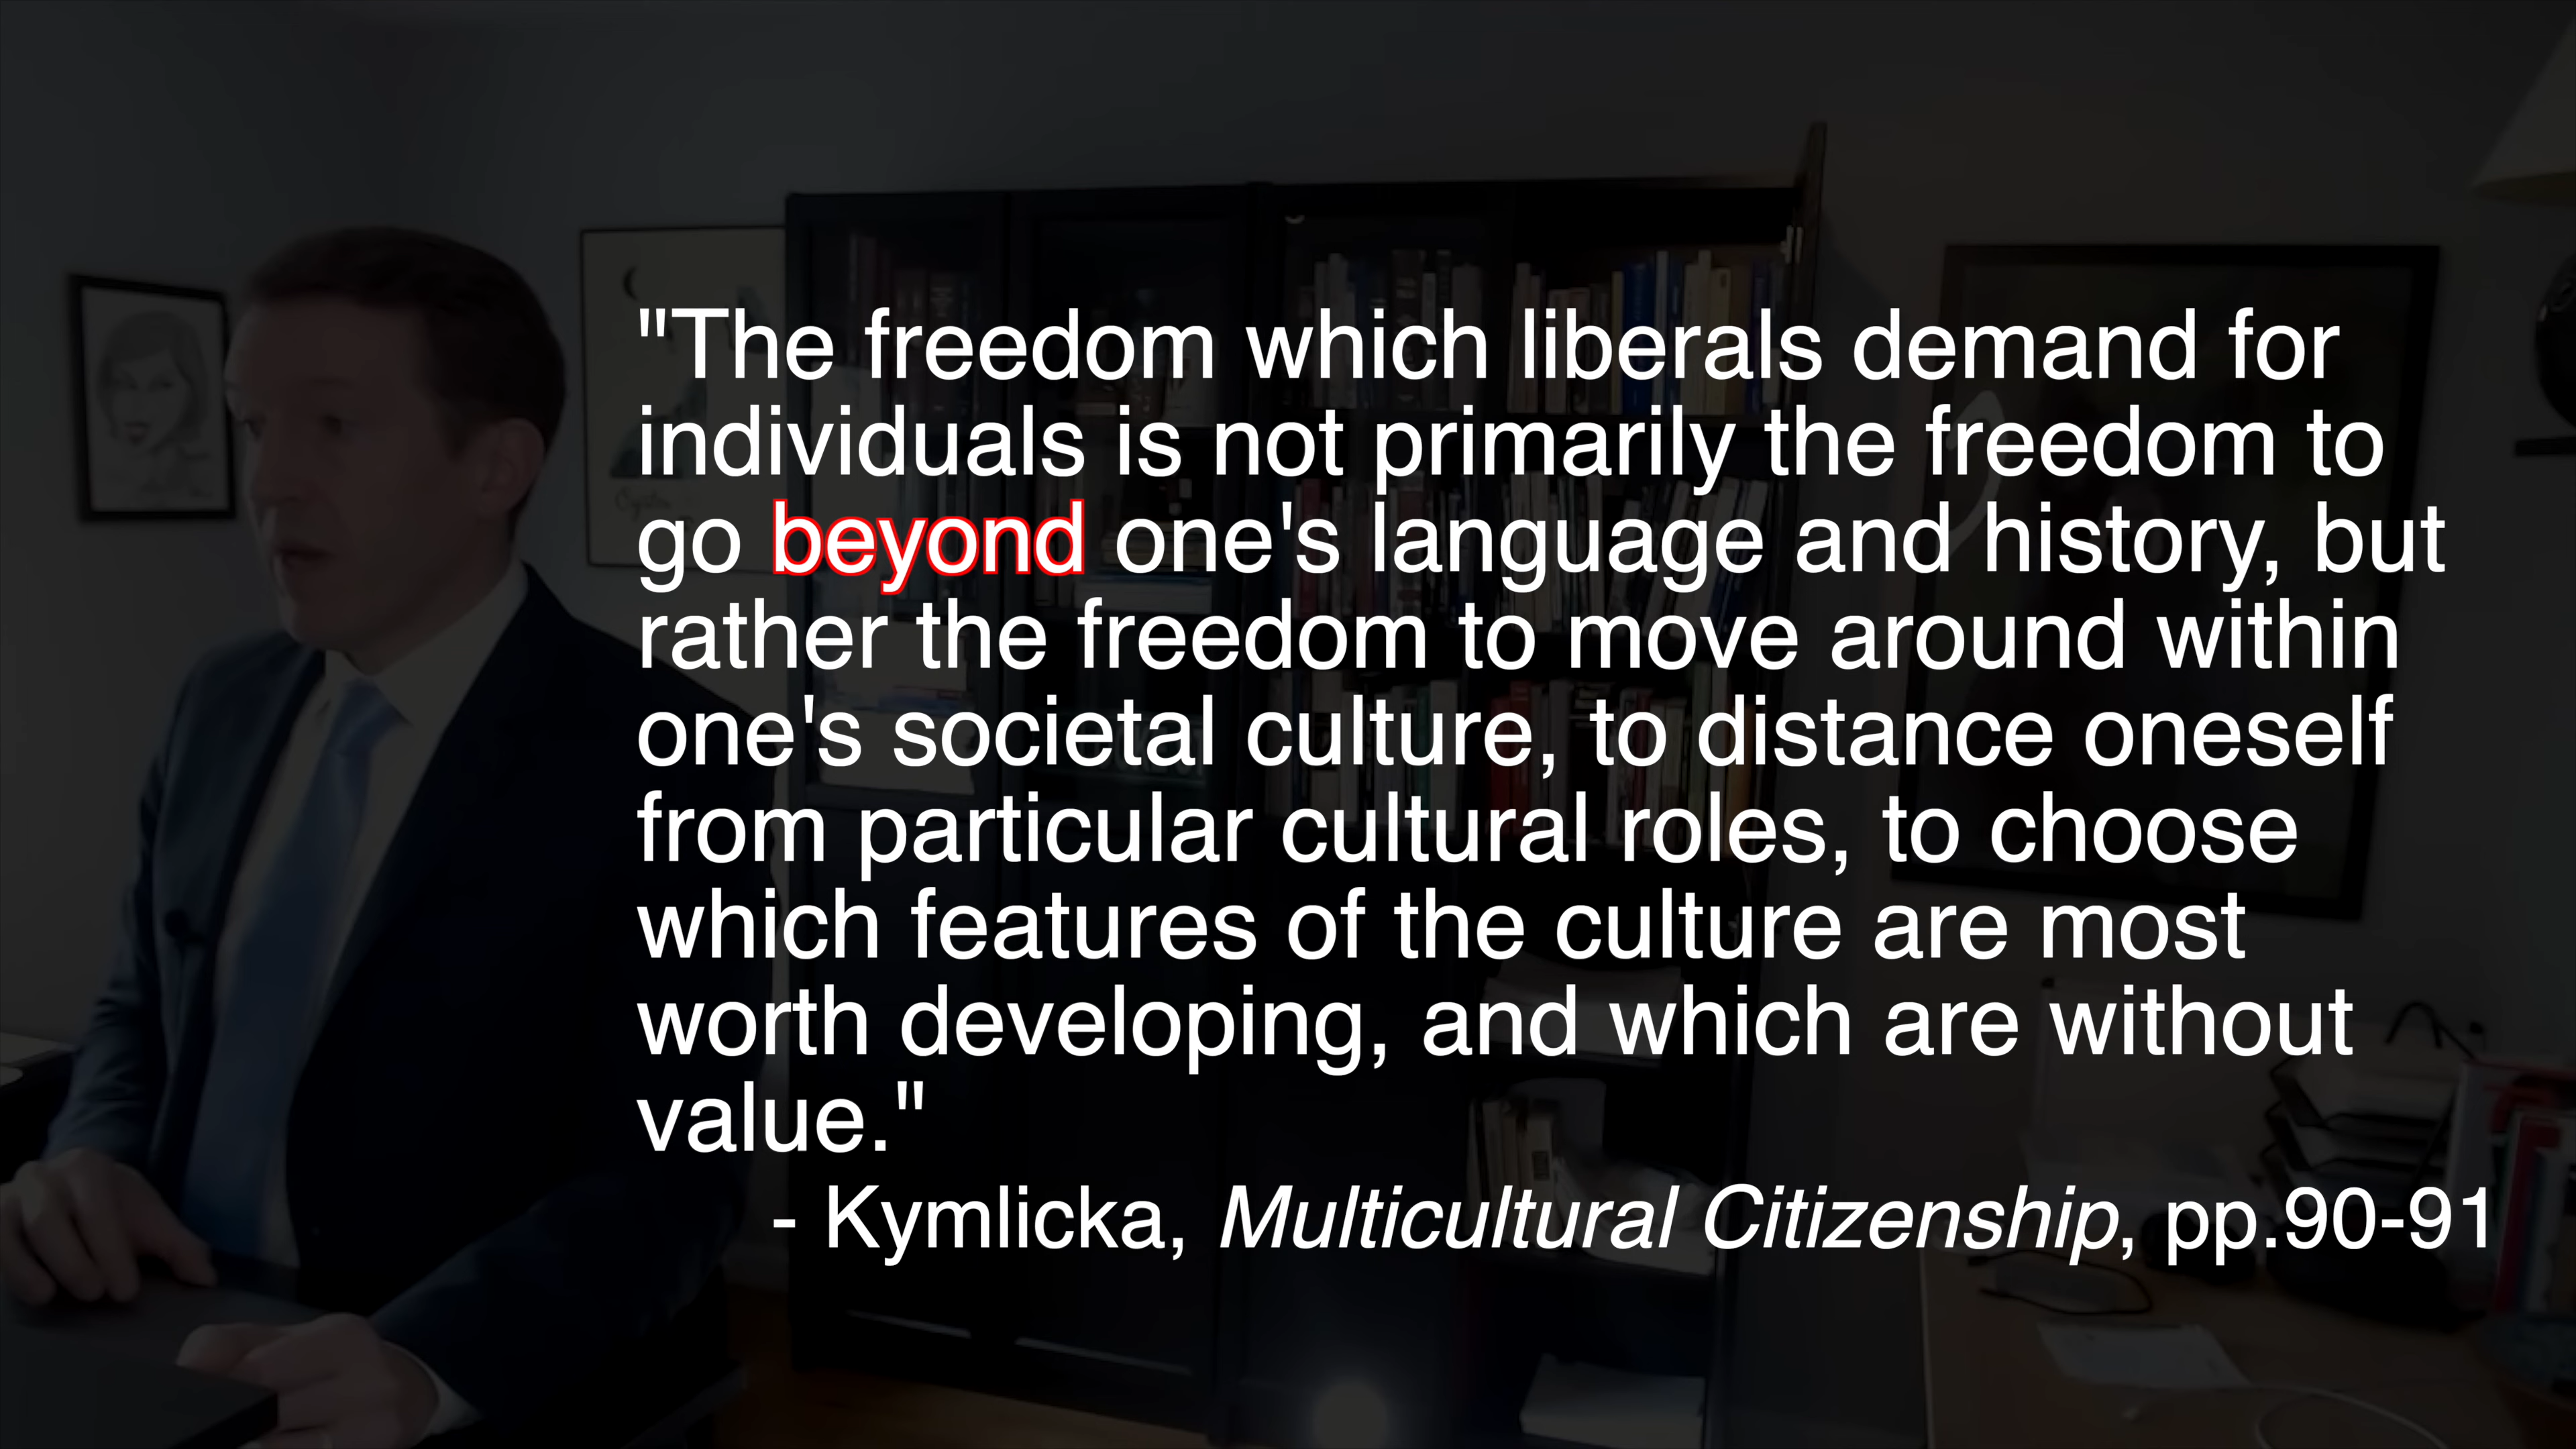 "The freedom which liberals demand for
individuals is not primarily the freedom to
go beyond one's language and history, but
rather the freedom to move around within
one's societal culture, to distance oneself
from particular cultural roles, to choose
which features of the culture are most
worth developing, and which are without
value."
- Kymlicka, Multicultural Citizenship, pp.90-91